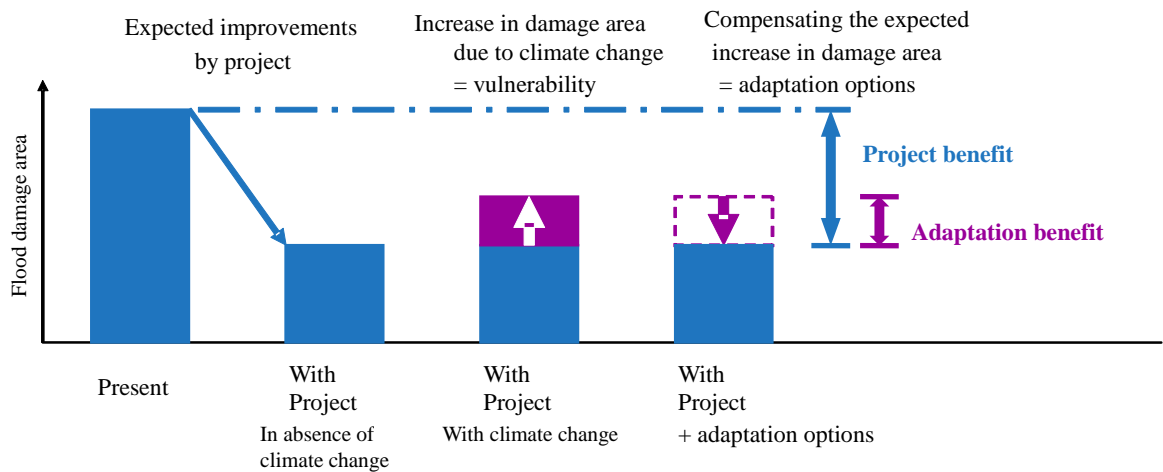 Expected improvements
by project
Increase in damage area
due to climate change
= vulnerability
Compensating the expected
increase in damage area
= adaptation options
Flood damage area
Project benefit
Adaptation benefit
Present
With
Project
In absence of
climate change
With
Project
With climate change
With
Project
+ adaptation options